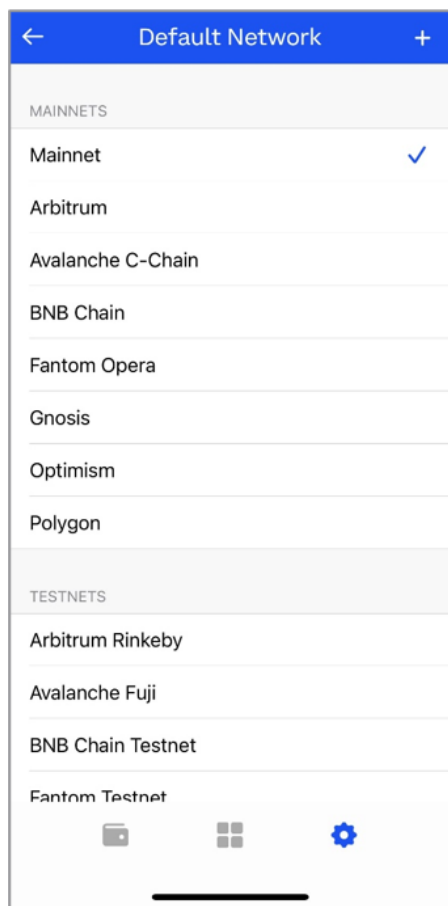 Default Network
MAINNETS
Mainnet
Arbitrum
Avalanche C-Chain
BNB Chain
Fantom Opera
Gnosis
Optimism
Polygon
TESTNETS
Arbitrum Rinkeby
Avalanche Fuji
BNB Chain Testnet
Fantom Testnet